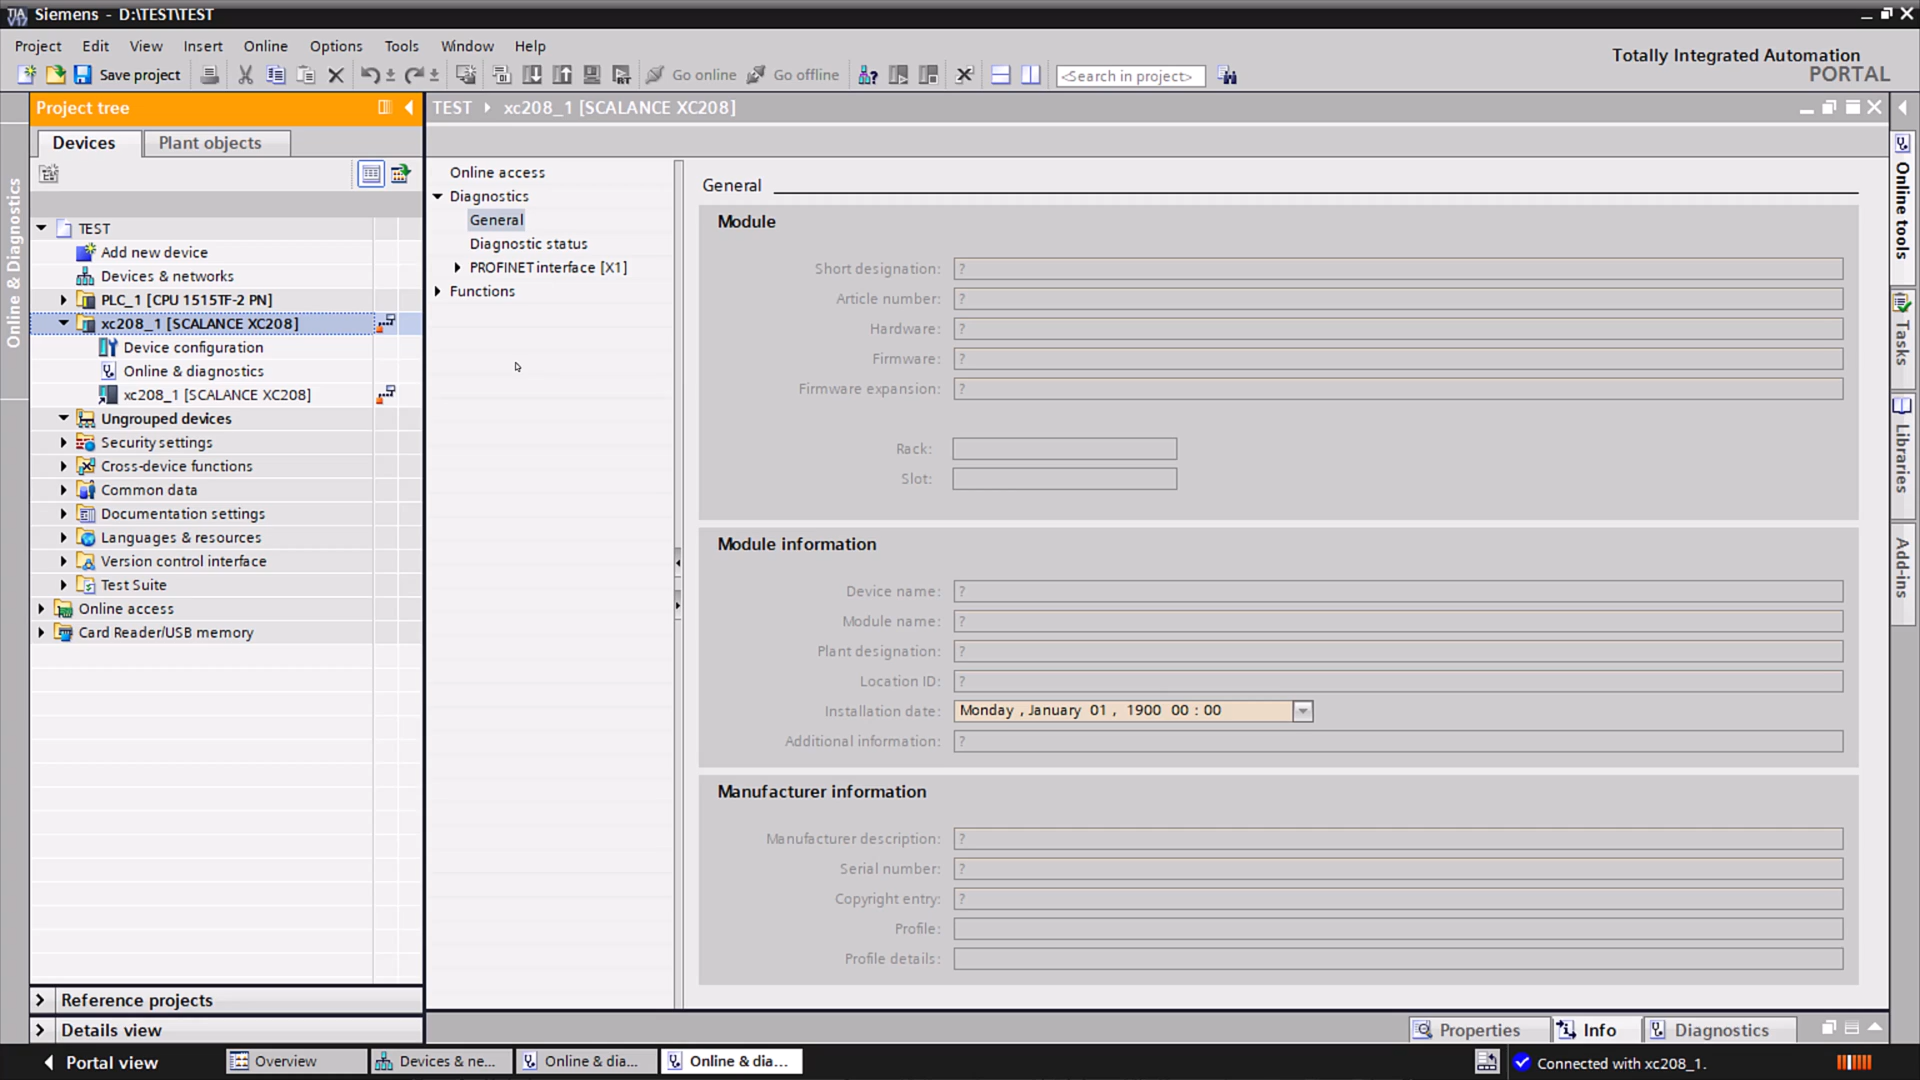 Siemens - D:\TEST\TEST
Project Edit View Insert Online Options Tools Window Help
Totally Integrated Automation
PORTAL
Save project
Go online
Go offline
<Search in project>
Project tree
TEST xc208_1 [SCALANCE XC208]
Devices
Plant objects
Online & Diagnostics
TEST
Add new device
Devices & networks
PLC_1 [CPU 1515TF-2 PN]
xc208_1 [SCALANCE XC208]
Device configuration
Online & diagnostics
xc208_1 [SCALANCE XC208]
Ungrouped devices
Security settings
Cross-device functions
Common data
Documentation settings
Languages & resources
Version control interface
Test Suite
Online access
Card Reader/USB memory
Reference projects
Details view
Online access
Diagnostics
General
Diagnostic status
PROFINET interface [X1]
Functions
General
Module
Short designation: ?
Article number: ?
Hardware: ?
Firmware: ?
Firmware expansion: ?
Rack:
Slot:
Module information
Device name: ?
Module name: ?
Plant designation: ?
Location ID: ?
Installation date: Monday , January 01 , 1900 00 : 00
Additional information: ?
Manufacturer information
Manufacturer description: ?
Serial number: ?
Copyright entry: ?
Profile:
Profile details:
Online tools
Tasks
Libraries
Add-ins
Properties
Info
Diagnostics
Portal view
Overview
Devices & ne...
Online & dia...
Online & dia...
Connected with xc208_1.